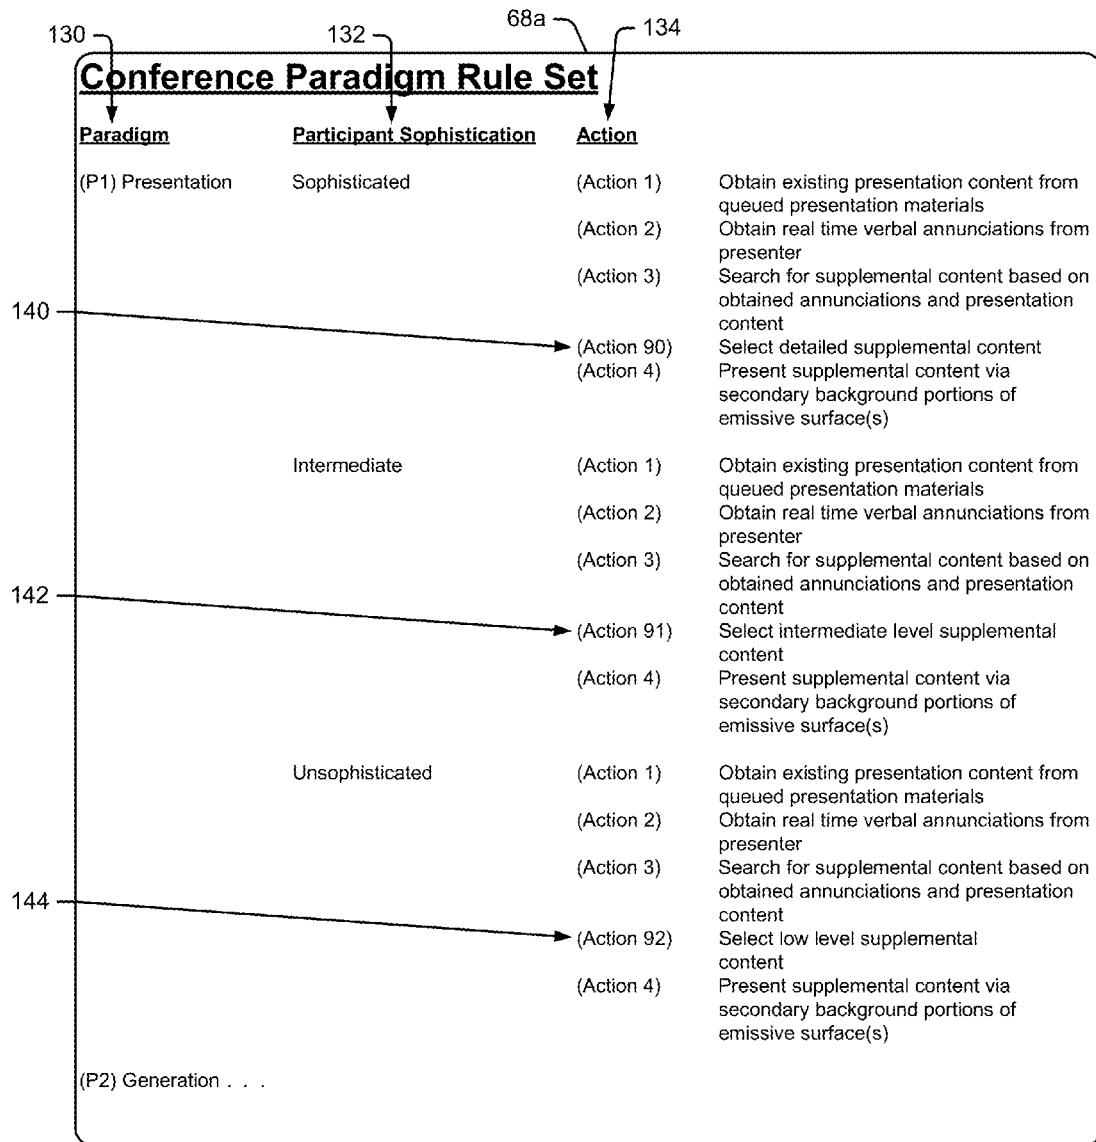 68a
130
132
134
Conference Paradigm Rule Set
Paradigm Participant Sophistication Action
(P1) Presentation Sophisticated (Action 1) Obtain existing presentation content from
queued presentation materials
(Action 2) Obtain real time verbal annunciations from
presenter
(Action 3) Search for supplemental content based on
140 obtained annunciations and presentation
content
(Action 90) Select detailed supplemental content
(Action 4) Present supplemental content via
secondary background portions of
emissive surface(s)
Intermediate (Action 1) Obtain existing presentation content from
queued presentation materials
(Action 2) Obtain real time verbal annunciations from
presenter
(Action 3) Search for supplemental content based on
obtained annunciations and presentation
142 content
(Action 91) Select intermediate level supplemental
content
(Action 4) Present supplemental content via
secondary background portions of
emissive surface(s)
Unsophisticated (Action 1) Obtain existing presentation content from
queued presentation materials
(Action 2) Obtain real time verbal annunciations from
presenter
(Action 3) Search for supplemental content based on
obtained annunciations and presentation
144 content
(Action 92) Select low level supplemental
content
(Action 4) Present supplemental content via
secondary background portions of
emissive surface(s)
(P2) Generation . . .